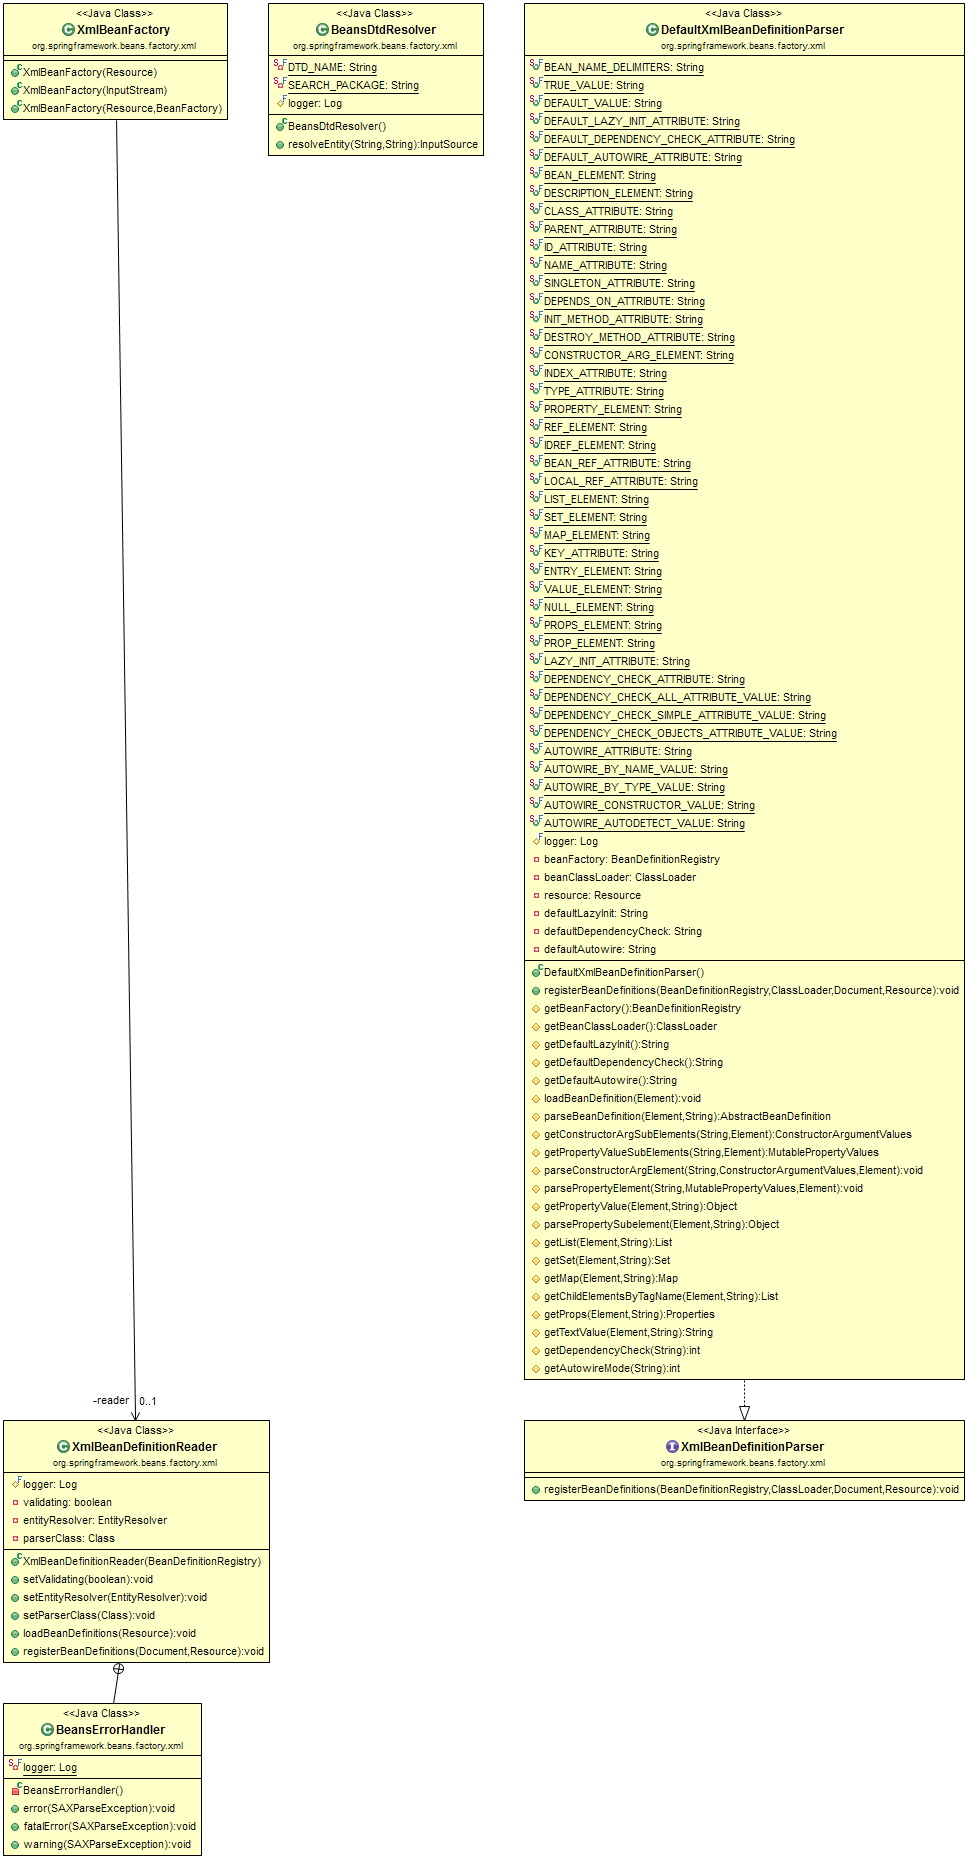 <<Java Class>>
XmlBeanFactory
org.springframework.beans.factory.xml
XmlBeanFactory(Resource)
XmlBeanFactory(InputStream)
XmlBeanFactory(Resource,BeanFactory)
<<Java Class>>
BeansDtdResolver
org.springframework.beans.factory.xml
DTD_NAME: String
SEARCH_PACKAGE: String
logger: Log
BeansDtdResolver()
resolveEntity(String,String):InputSource
<<Java Class>>
DefaultXmlBeanDefinitionParser
org.springframework.beans.factory.xml
BEAN_NAME_DELIMITERS: String
TRUE_VALUE: String
DEFAULT_VALUE: String
DEFAULT_LAZY_INIT_ATTRIBUTE: String
DEFAULT_DEPENDENCY_CHECK_ATTRIBUTE: String
DEFAULT_AUTOWIRE_ATTRIBUTE: String
BEAN_ELEMENT: String
DESCRIPTION_ELEMENT: String
CLASS_ATTRIBUTE: String
PARENT_ATTRIBUTE: String
ID_ATTRIBUTE: String
NAME_ATTRIBUTE: String
SINGLETON_ATTRIBUTE: String
DEPENDS_ON_ATTRIBUTE: String
INIT_METHOD_ATTRIBUTE: String
DESTROY_METHOD_ATTRIBUTE: String
CONSTRUCTOR_ARG_ELEMENT: String
INDEX_ATTRIBUTE: String
TYPE_ATTRIBUTE: String
PROPERTY_ELEMENT: String
REF_ELEMENT: String
IDREF_ELEMENT: String
BEAN_REF_ATTRIBUTE: String
LOCAL_REF_ATTRIBUTE: String
LIST_ELEMENT: String
SET_ELEMENT: String
MAP_ELEMENT: String
KEY_ATTRIBUTE: String
ENTRY_ELEMENT: String
VALUE_ELEMENT: String
NULL_ELEMENT: String
PROPS_ELEMENT: String
PROP_ELEMENT: String
LAZY_INIT_ATTRIBUTE: String
DEPENDENCY_CHECK_ATTRIBUTE: String
DEPENDENCY_CHECK_ALL_ATTRIBUTE_VALUE: String
DEPENDENCY_CHECK_SIMPLE_ATTRIBUTE_VALUE: String
DEPENDENCY_CHECK_OBJECTS_ATTRIBUTE_VALUE: String
AUTOWIRE_ATTRIBUTE: String
AUTOWIRE_BY_NAME_VALUE: String
AUTOWIRE_BY_TYPE_VALUE: String
AUTOWIRE_CONSTRUCTOR_VALUE: String
AUTOWIRE_AUTODETECT_VALUE: String
logger: Log
beanFactory: BeanDefinitionRegistry
beanClassLoader: ClassLoader
resource: Resource
defaultLazyInit: String
defaultDependencyCheck: String
defaultAutowire: String
DefaultXmlBeanDefinitionParser()
registerBeanDefinitions(BeanDefinitionRegistry,ClassLoader,Document,Resource):void
getBeanFactory():BeanDefinitionRegistry
getBeanClassLoader():ClassLoader
getDefaultLazyInit():String
getDefaultDependencyCheck():String
getDefaultAutowire():String
loadBeanDefinition(Element):void
parseBeanDefinition(Element,String):AbstractBeanDefinition
getConstructorArgSubElements(String,Element):ConstructorArgumentValues
getPropertyValueSubElements(String,Element):MutablePropertyValues
parseConstructorArgElement(String,ConstructorArgumentValues,Element):void
parsePropertyElement(String,MutablePropertyValues,Element):void
getPropertyValue(Element,String):Object
parsePropertySubelement(Element,String):Object
getList(Element,String):List
getSet(Element,String):Set
getMap(Element,String):Map
getChildElementsByTagName(Element,String):List
getProps(Element,String):Properties
getTextValue(Element,String):String
getDependencyCheck(String):int
getAutowireMode(String):int
-reader 0..1
<<Java Class>>
XmlBeanDefinitionReader
org.springframework.beans.factory.xml
logger: Log
validating: boolean
entityResolver: EntityResolver
parserClass: Class
XmlBeanDefinitionReader(BeanDefinitionRegistry)
setValidating(boolean):void
setEntityResolver(EntityResolver):void
setParserClass(Class):void
loadBeanDefinitions(Resource):void
registerBeanDefinitions(Document,Resource):void
<<Java Interface>>
XmlBeanDefinitionParser
org.springframework.beans.factory.xml
registerBeanDefinitions(BeanDefinitionRegistry,ClassLoader,Document,Resource):void
<<Java Class>>
BeansErrorHandler
org.springframework.beans.factory.xml
logger: Log
BeansErrorHandler()
error(SAXParseException):void
fatalError(SAXParseException):void
warning(SAXParseException):void